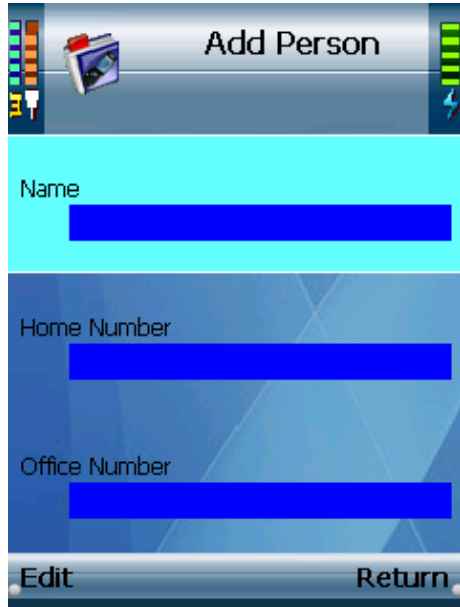 Add Person
Name
Home Number
Office Number
Edit Return